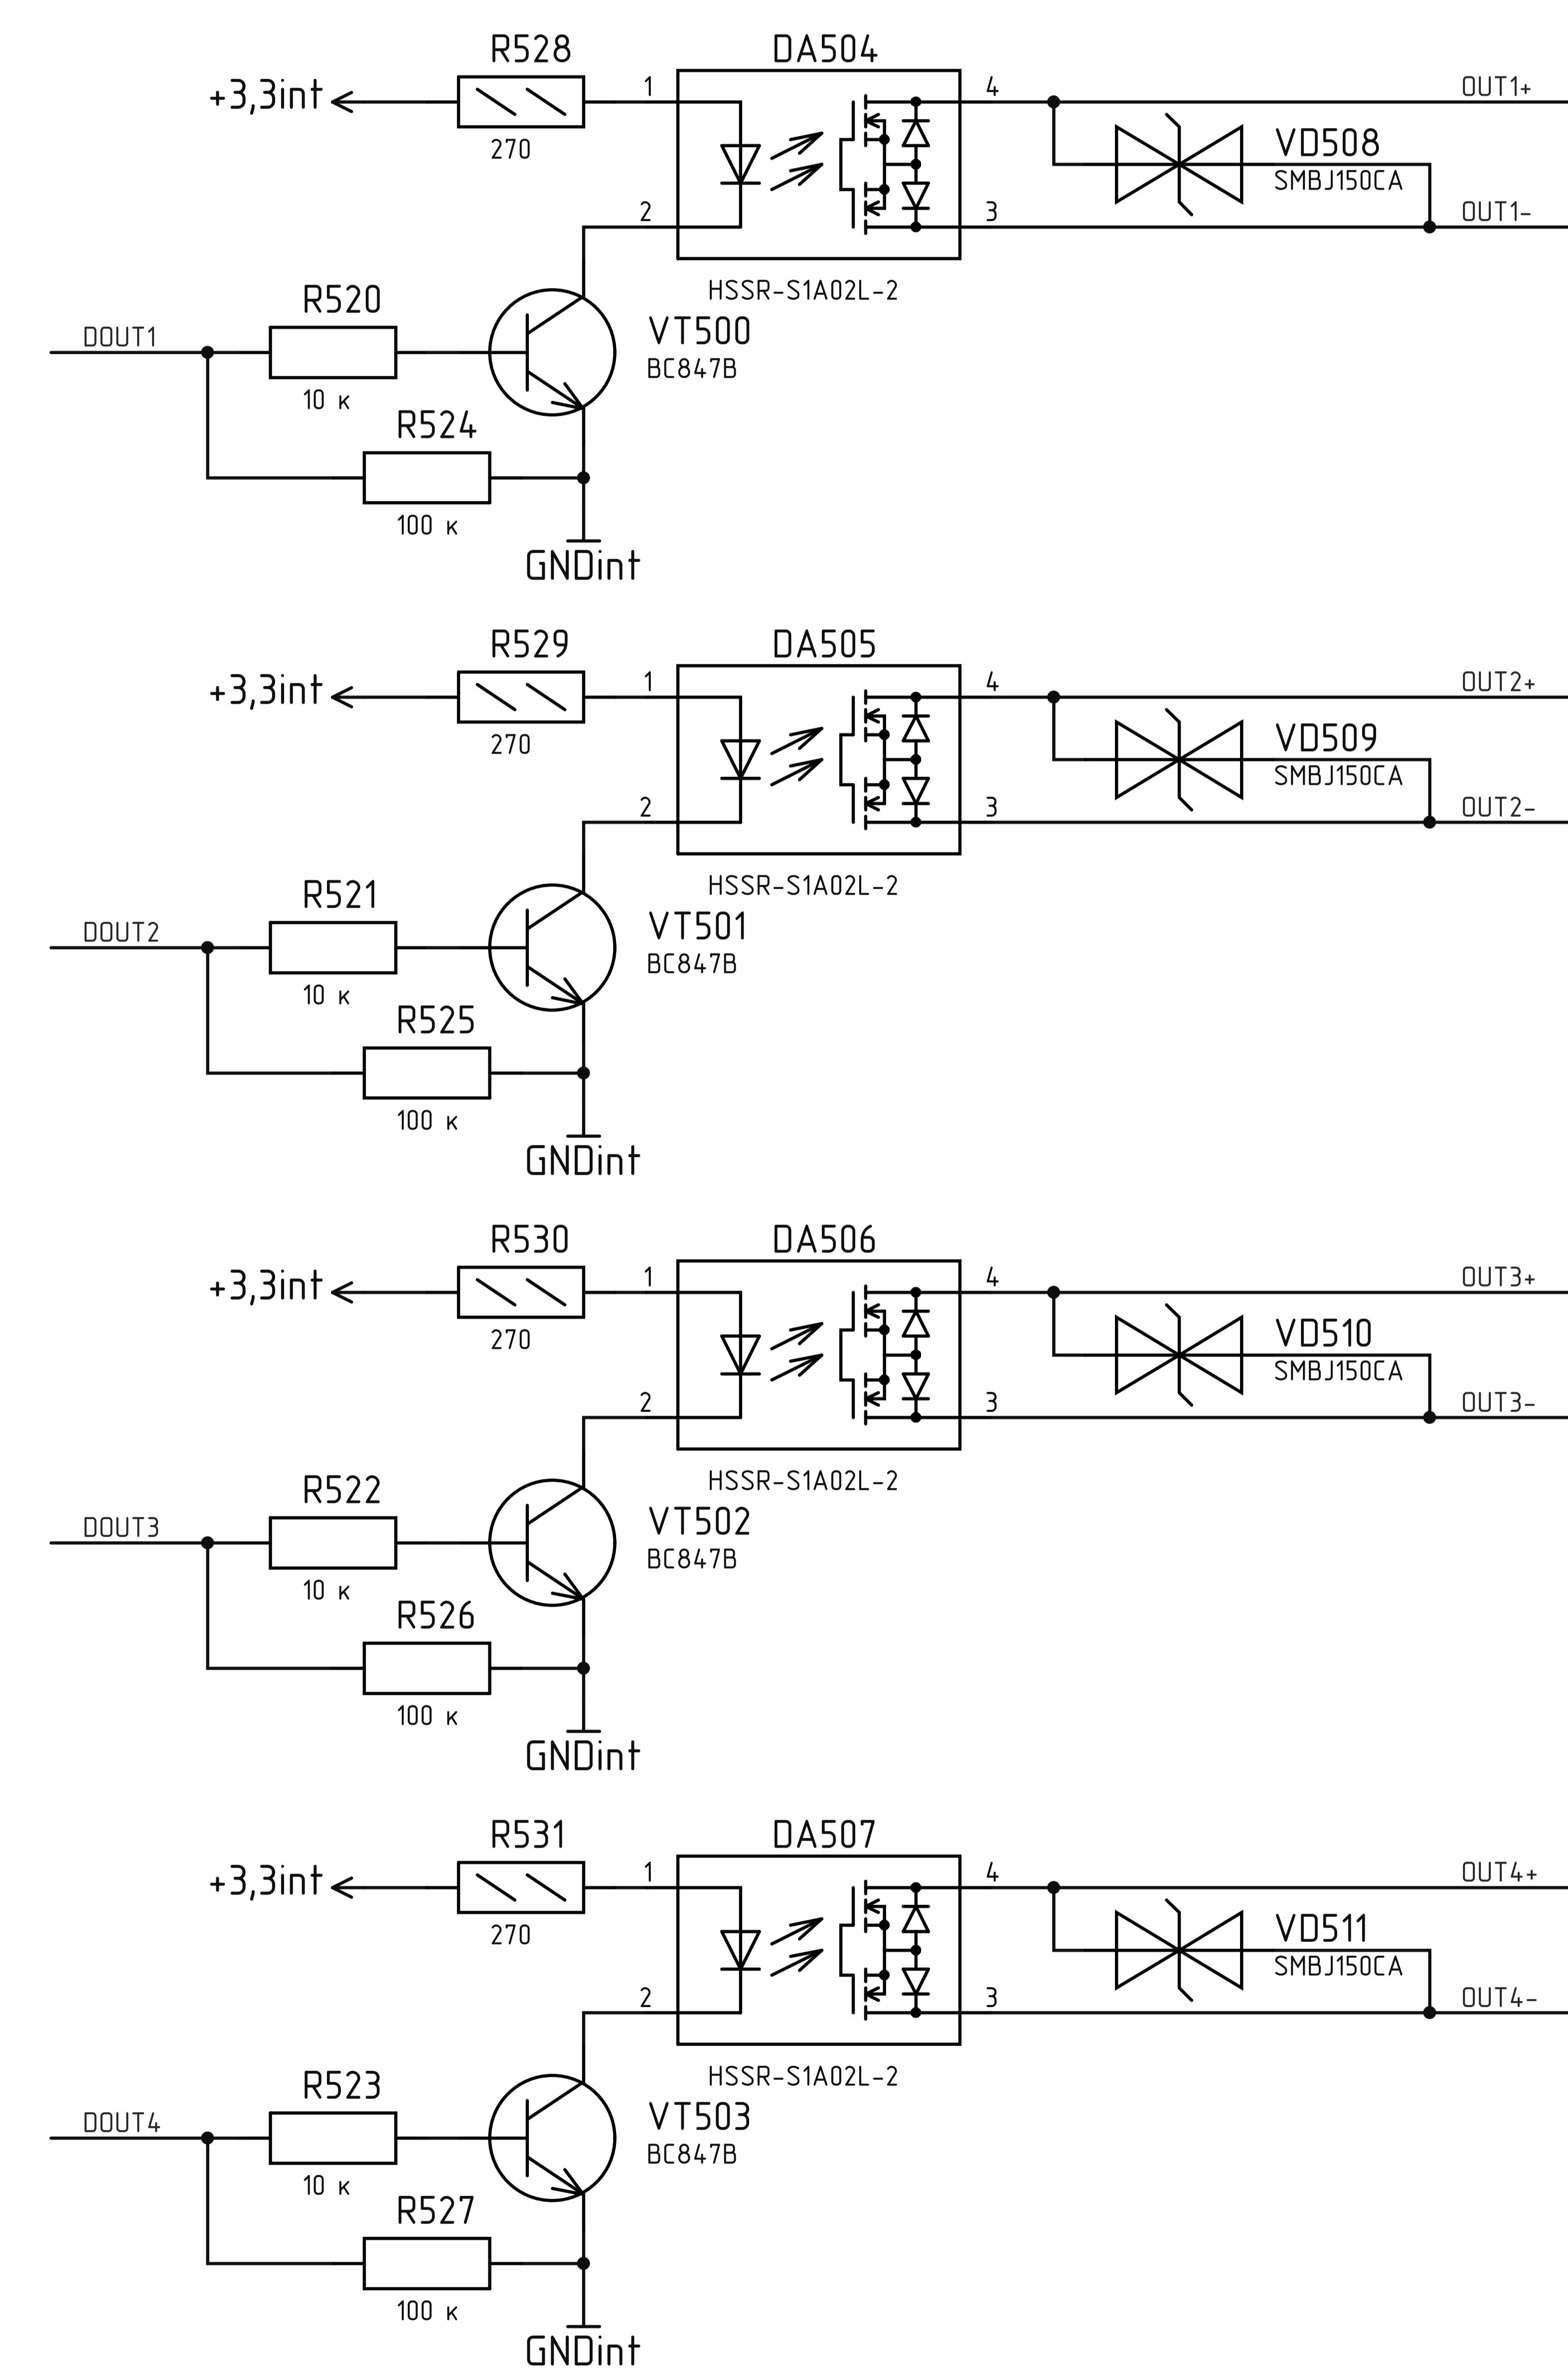 R528 DA504
+3,3int 1 4 OUT1+
270 VD508
SMBJ150CA
2 3 OUT1-
HSSR-S1A02L-2
R520 VT500
DOUT1 BC847B
10 к
R524
100 к
GNDint
R529 DA505
+3,3int 1 4 OUT2+
270 VD509
SMBJ150CA
2 3 OUT2-
HSSR-S1A02L-2
R521 VT501
DOUT2 BC847B
10 к
R525
100 к
GNDint
R530 DA506
+3,3int 1 4 OUT3+
270 VD510
SMBJ150CA
2 3 OUT3-
HSSR-S1A02L-2
R522 VT502
DOUT3 BC847B
10 к
R526
100 к
GNDint
R531 DA507
+3,3int 1 4 OUT4+
270 VD511
SMBJ150CA
2 3 OUT4-
HSSR-S1A02L-2
R523 VT503
DOUT4 BC847B
10 к
R527
100 к
GNDint